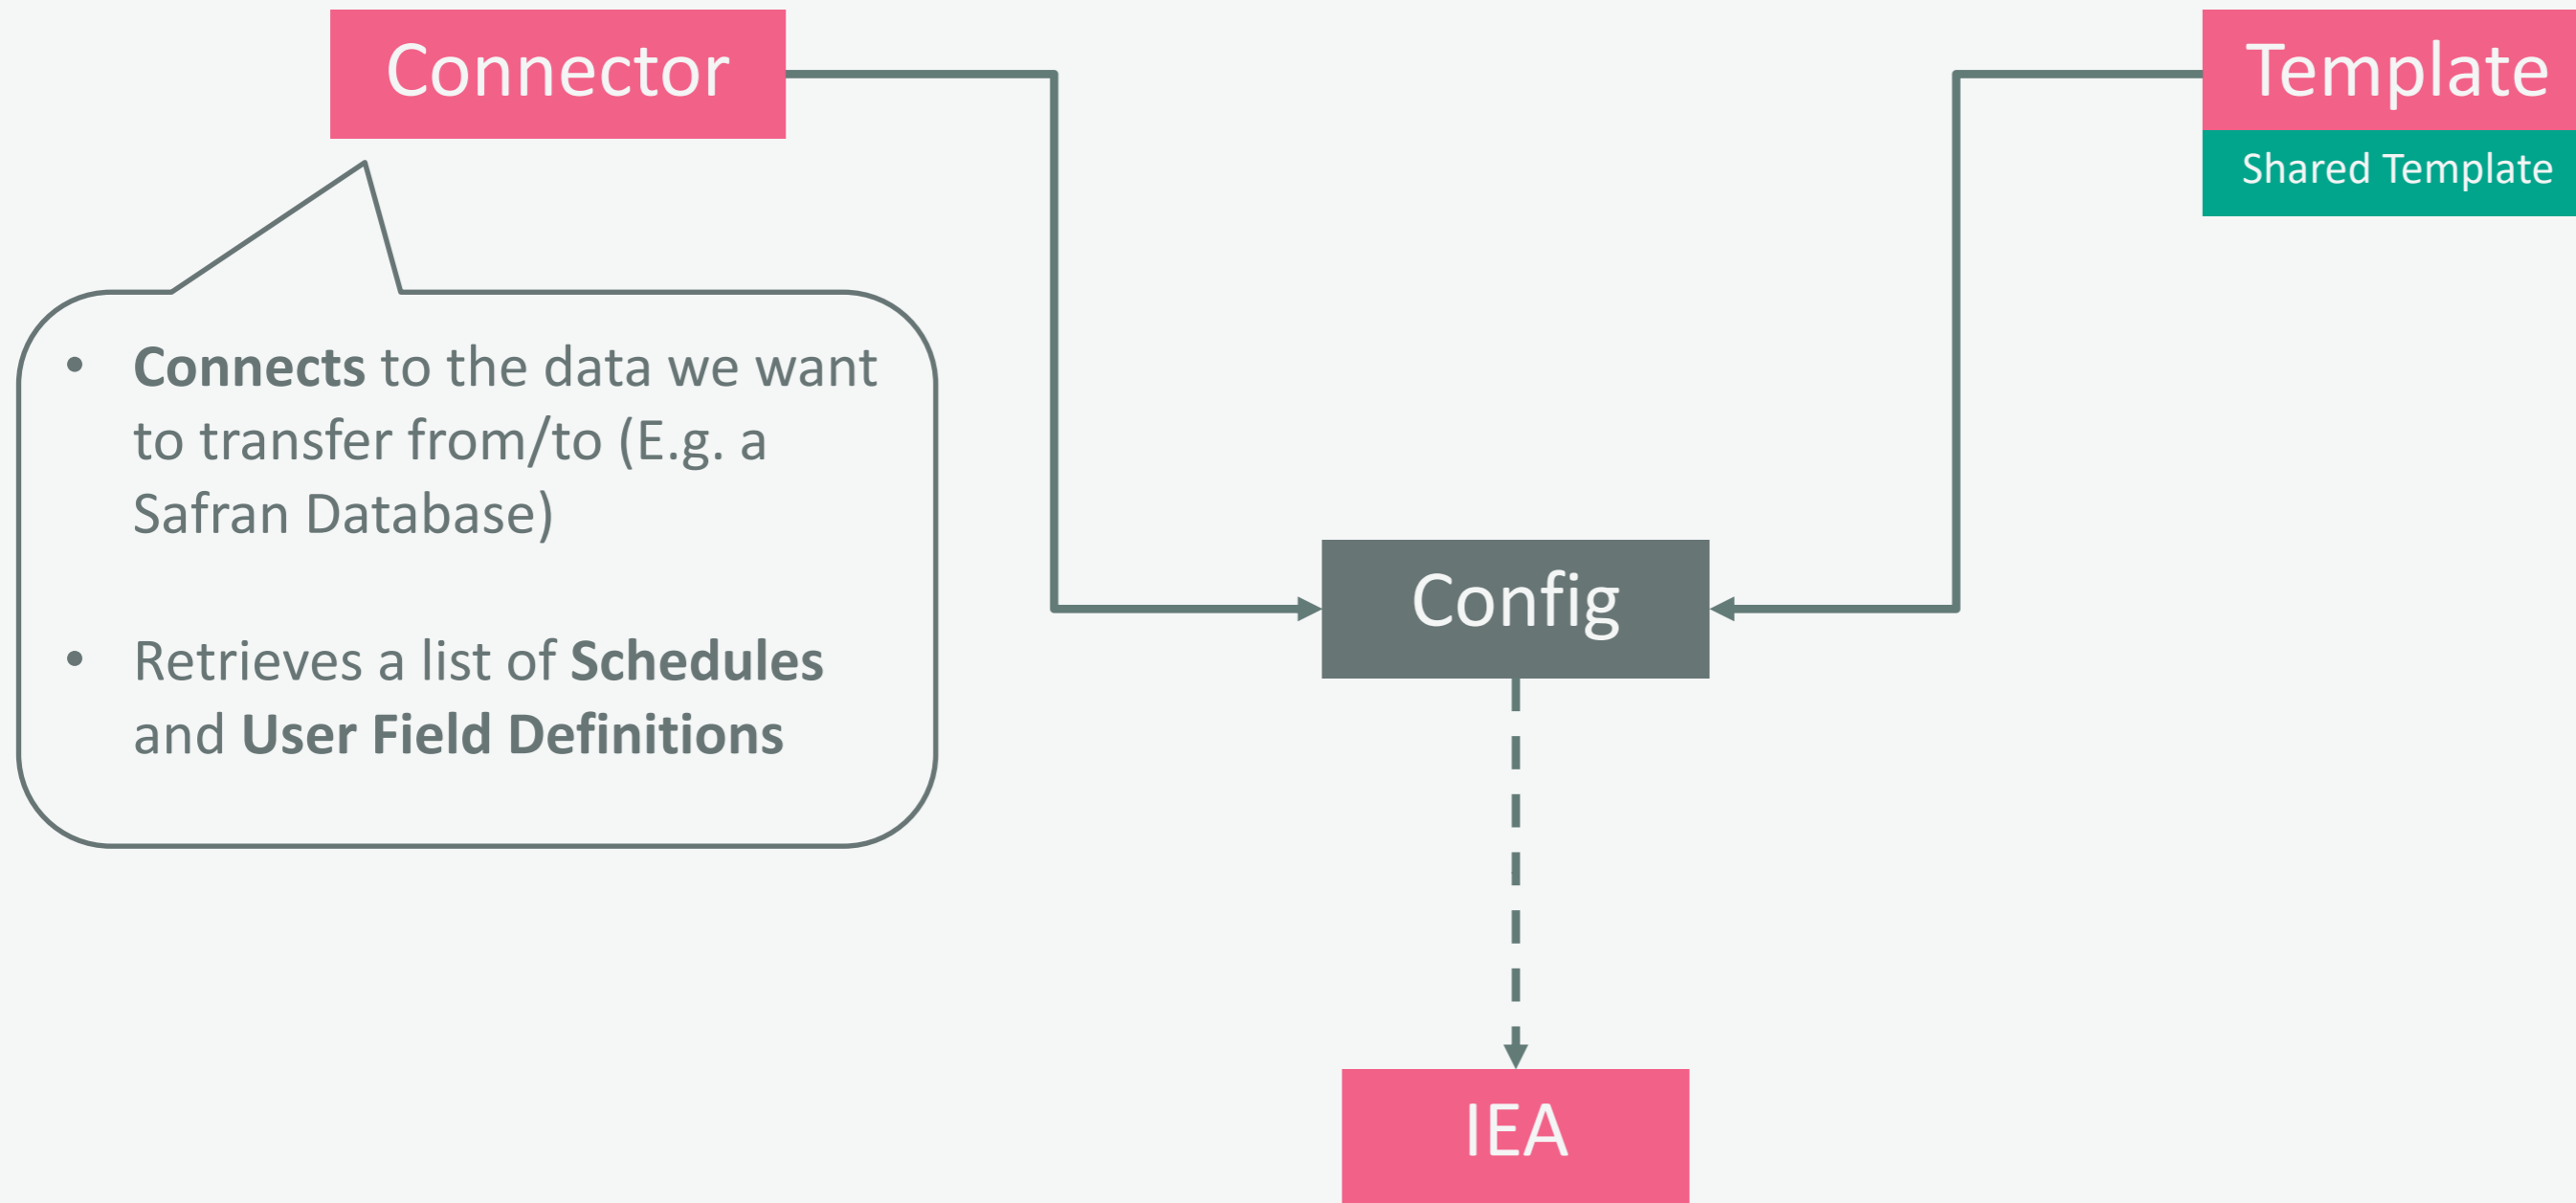 Connector
Template
Shared Template
• Connects to the data we want
to transfer from/to (E.g. a
Safran Database)
• Retrieves a list of Schedules
and User Field Definitions
Config
IEA